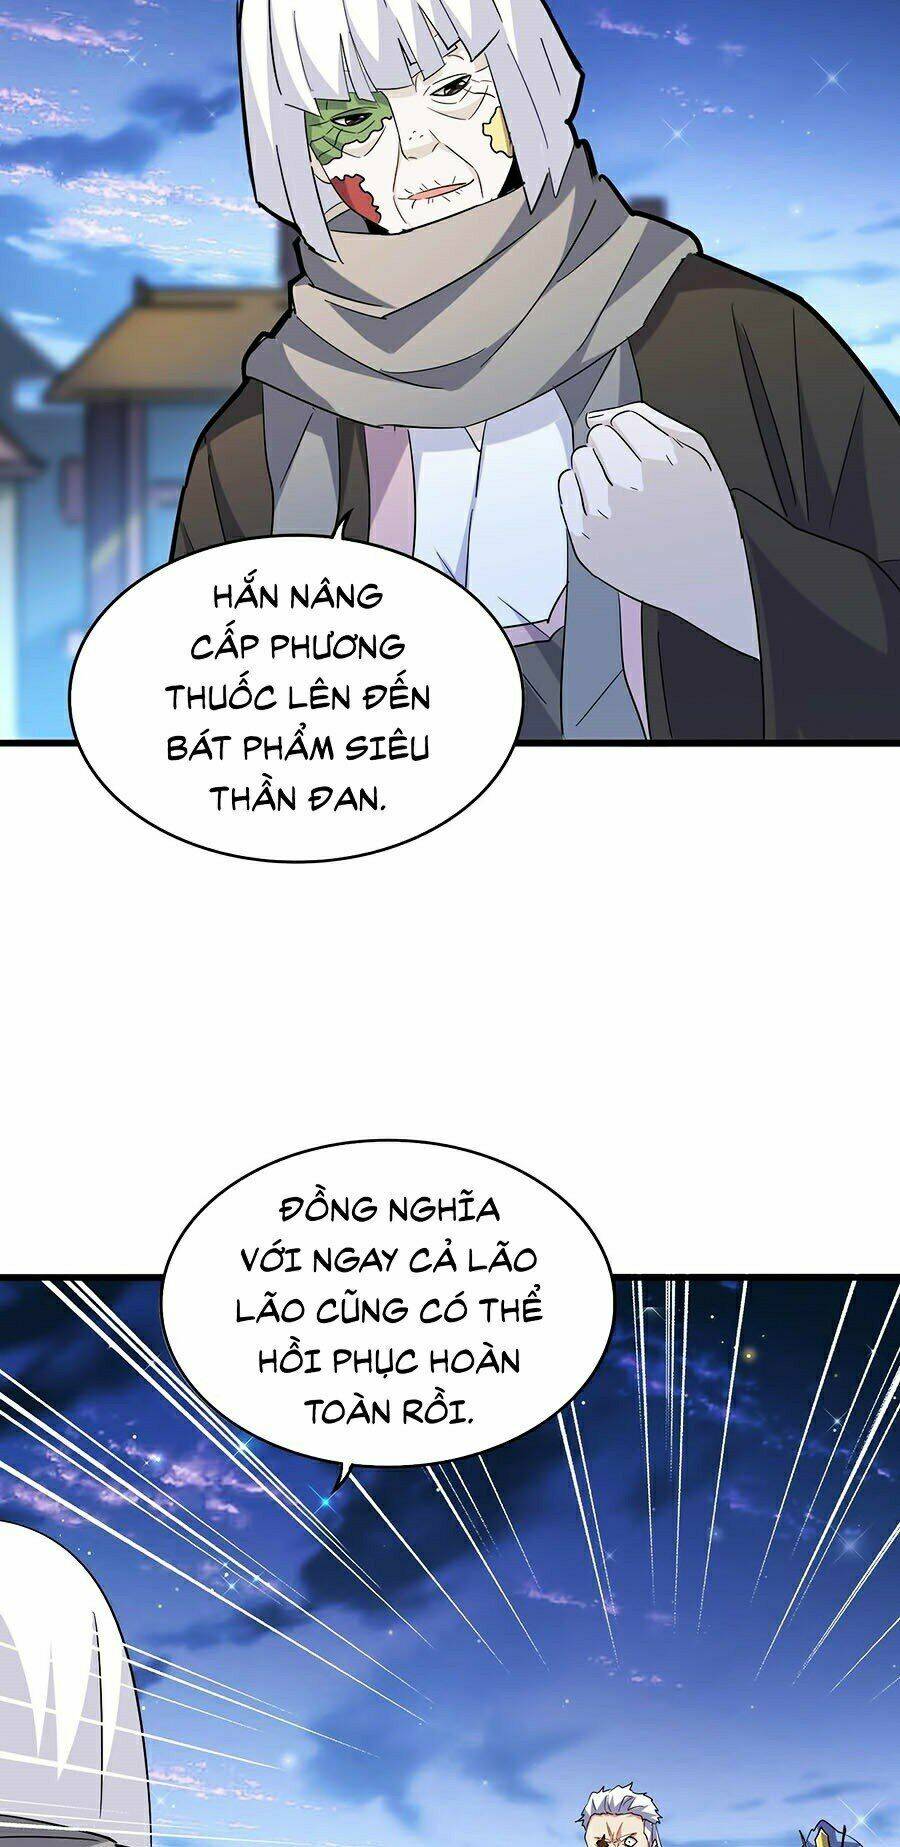 HẮN NÂNG
CẤP PHƯƠNG
THUỐC LÊN ĐẾN
BÁT PHẨM SIÊU
THẦN ĐAN.
ĐỒNG NGHĨA
VỚI NGAY CẢ LÃO
LÃO CŨNG CÓ THỂ
HỒI PHỤC HOÀN
TOÀN RỒI.